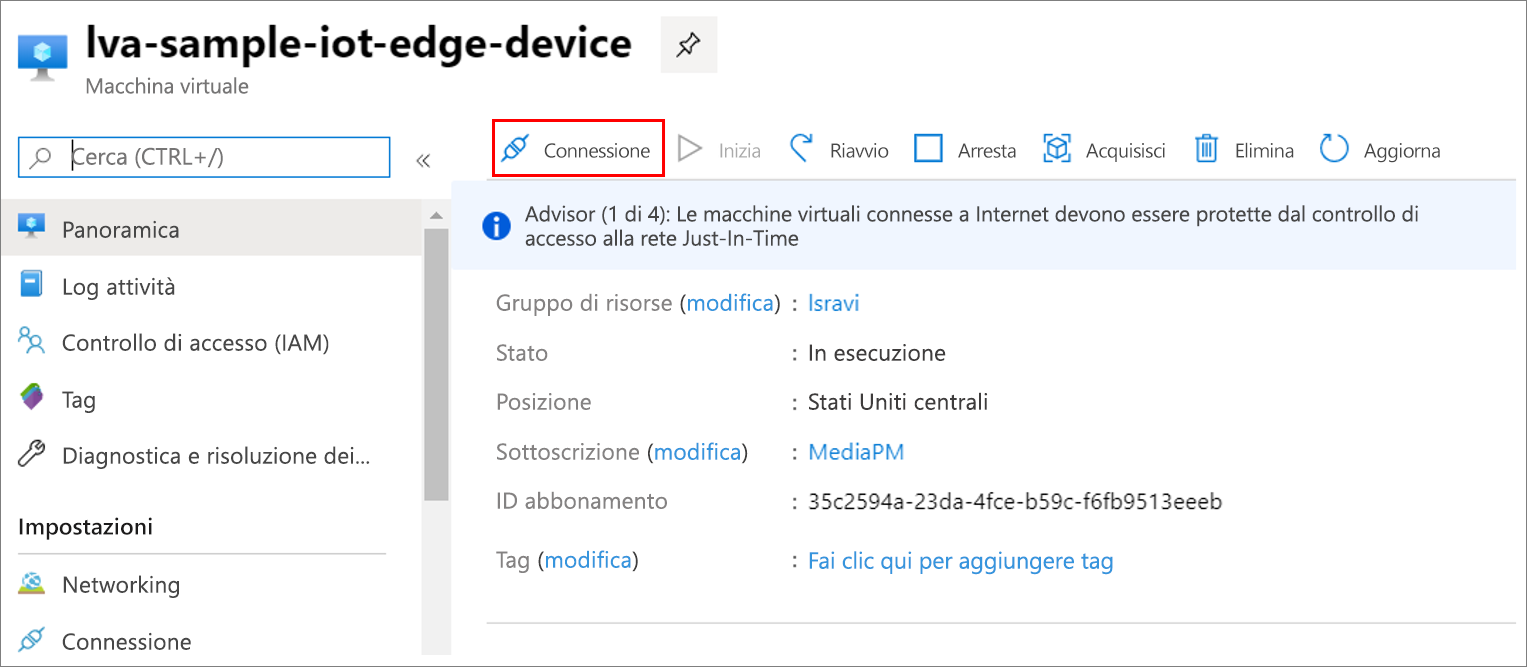 lva-sample-iot-edge-device
Macchina virtuale
Cerca (CTRL+/)
«
Panoramica
Log attività
Controllo di accesso (IAM)
Tag
Diagnostica e risoluzione dei...
Impostazioni
Networking
Connessione
Connessione Inizia Riavvio Arresta Acquisisci Elimina Aggiorna
Advisor (1 di 4): Le macchine virtuali connesse a Internet devono essere protette dal controllo di
accesso alla rete Just-In-Time
Gruppo di risorse (modifica) : lsravi
Stato : In esecuzione
Posizione : Stati Uniti centrali
Sottoscrizione (modifica) : MediaPM
ID abbonamento : 35c2594a-23da-4fce-b59c-f6fb9513eeeb
Tag (modifica) : Fai clic qui per aggiungere tag